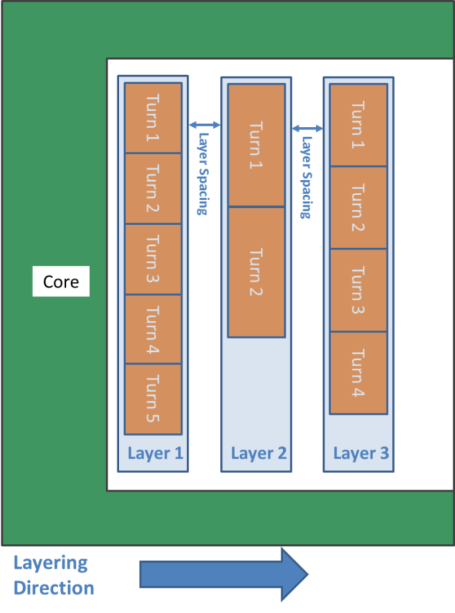 Core
Turn 1
Turn 2
Turn 3
Turn 4
Turn 5
Layer 1
Layer Spacing
Turn 1
Turn 2
Layer 2
Layer Spacing
Turn 1
Turn 2
Turn 3
Turn 4
Layer 3
Layering
Direction